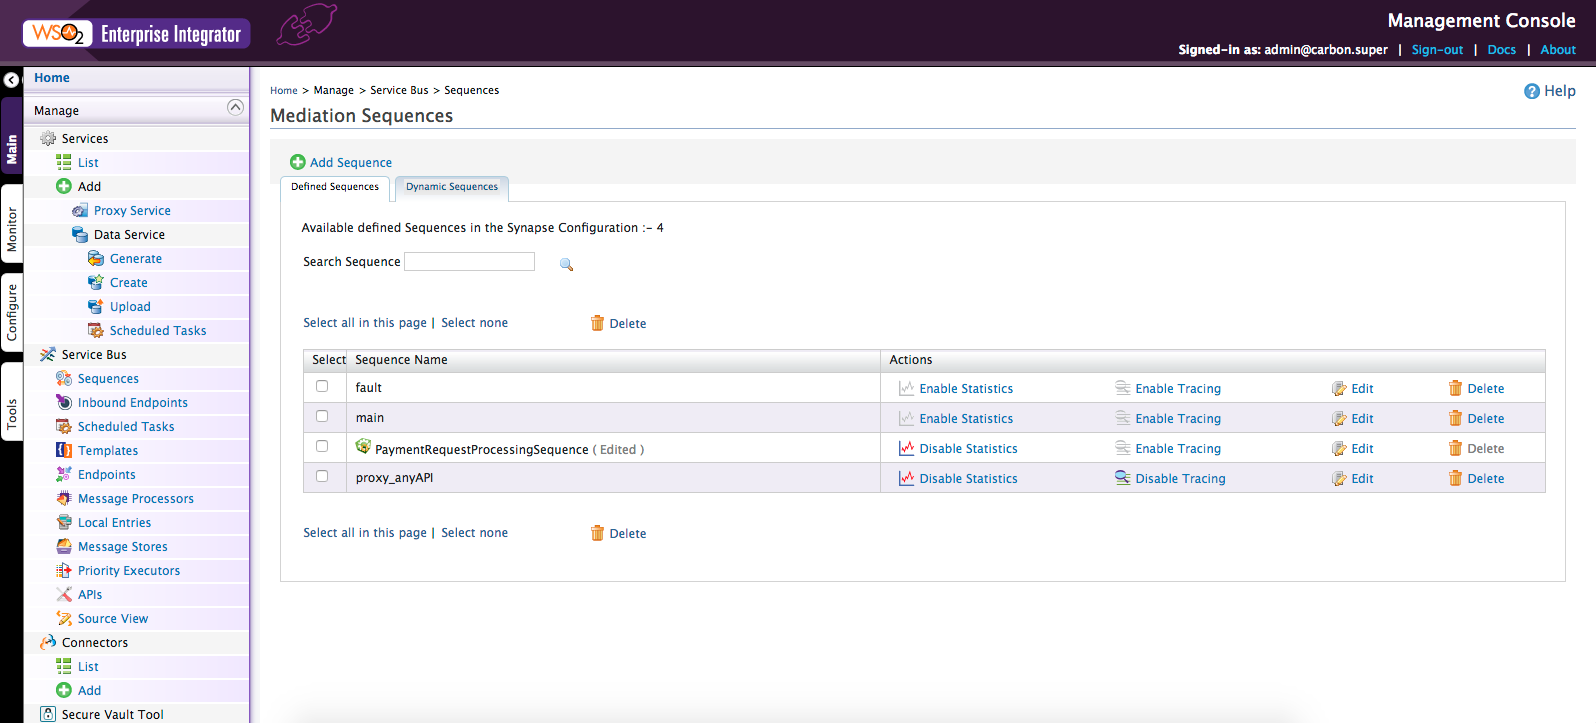 WSO2 Enterprise Integrator
Management Console
Signed-in as: admin@carbon.super | Sign-out | Docs | About
Main
Monitor
Configure
Tools
Home
Manage
Services
List
Add
Proxy Service
Data Service
Generate
Create
Upload
Scheduled Tasks
Service Bus
Sequences
Inbound Endpoints
Scheduled Tasks
Templates
Endpoints
Message Processors
Local Entries
Message Stores
Priority Executors
APIs
Source View
Connectors
List
Add
Secure Vault Tool
Home > Manage > Service Bus > Sequences
Help
Mediation Sequences
Add Sequence
Defined Sequences Dynamic Sequences
Available defined Sequences in the Synapse Configuration :- 4
Search Sequence
Select all in this page | Select none Delete
Select Sequence Name Actions
fault Enable Statistics Enable Tracing Edit Delete
main Enable Statistics Enable Tracing Edit Delete
PaymentRequestProcessingSequence ( Edited ) Disable Statistics Enable Tracing Edit Delete
proxy_anyAPI Disable Statistics Disable Tracing Edit Delete
Select all in this page | Select none Delete